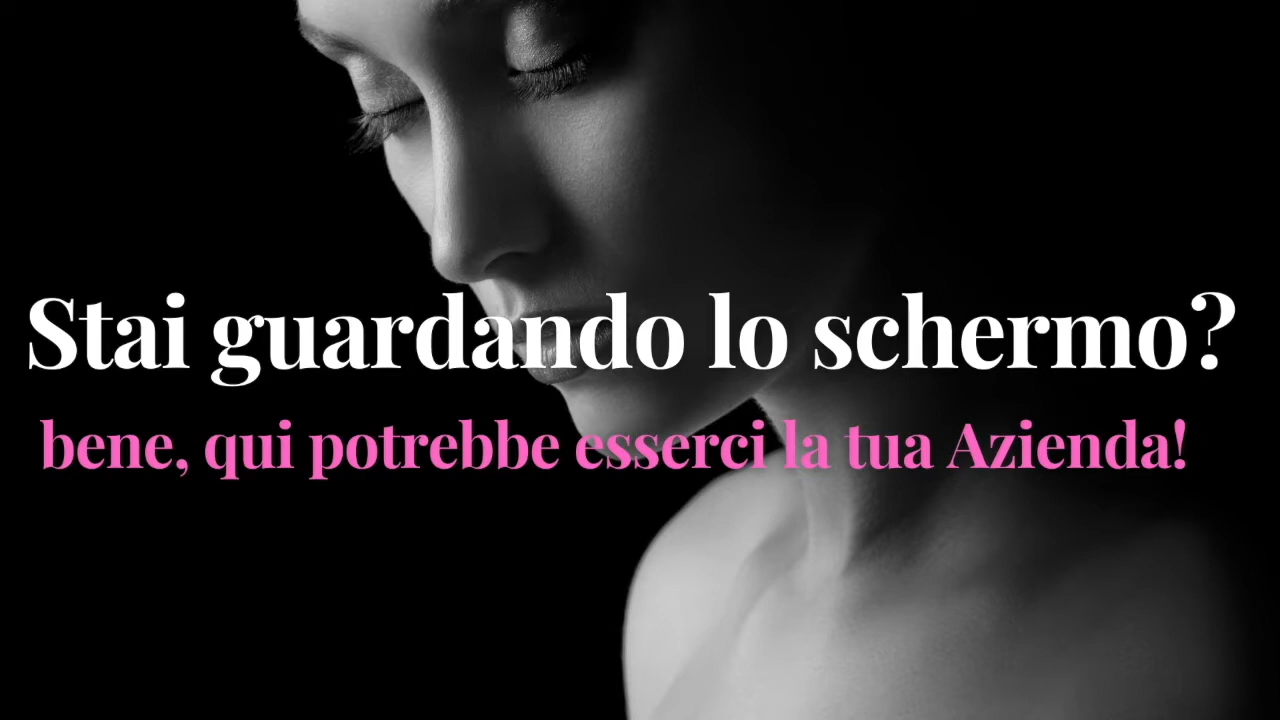 Stai guardando lo schermo?
bene, qui potrebbe esserci la tua Azienda!